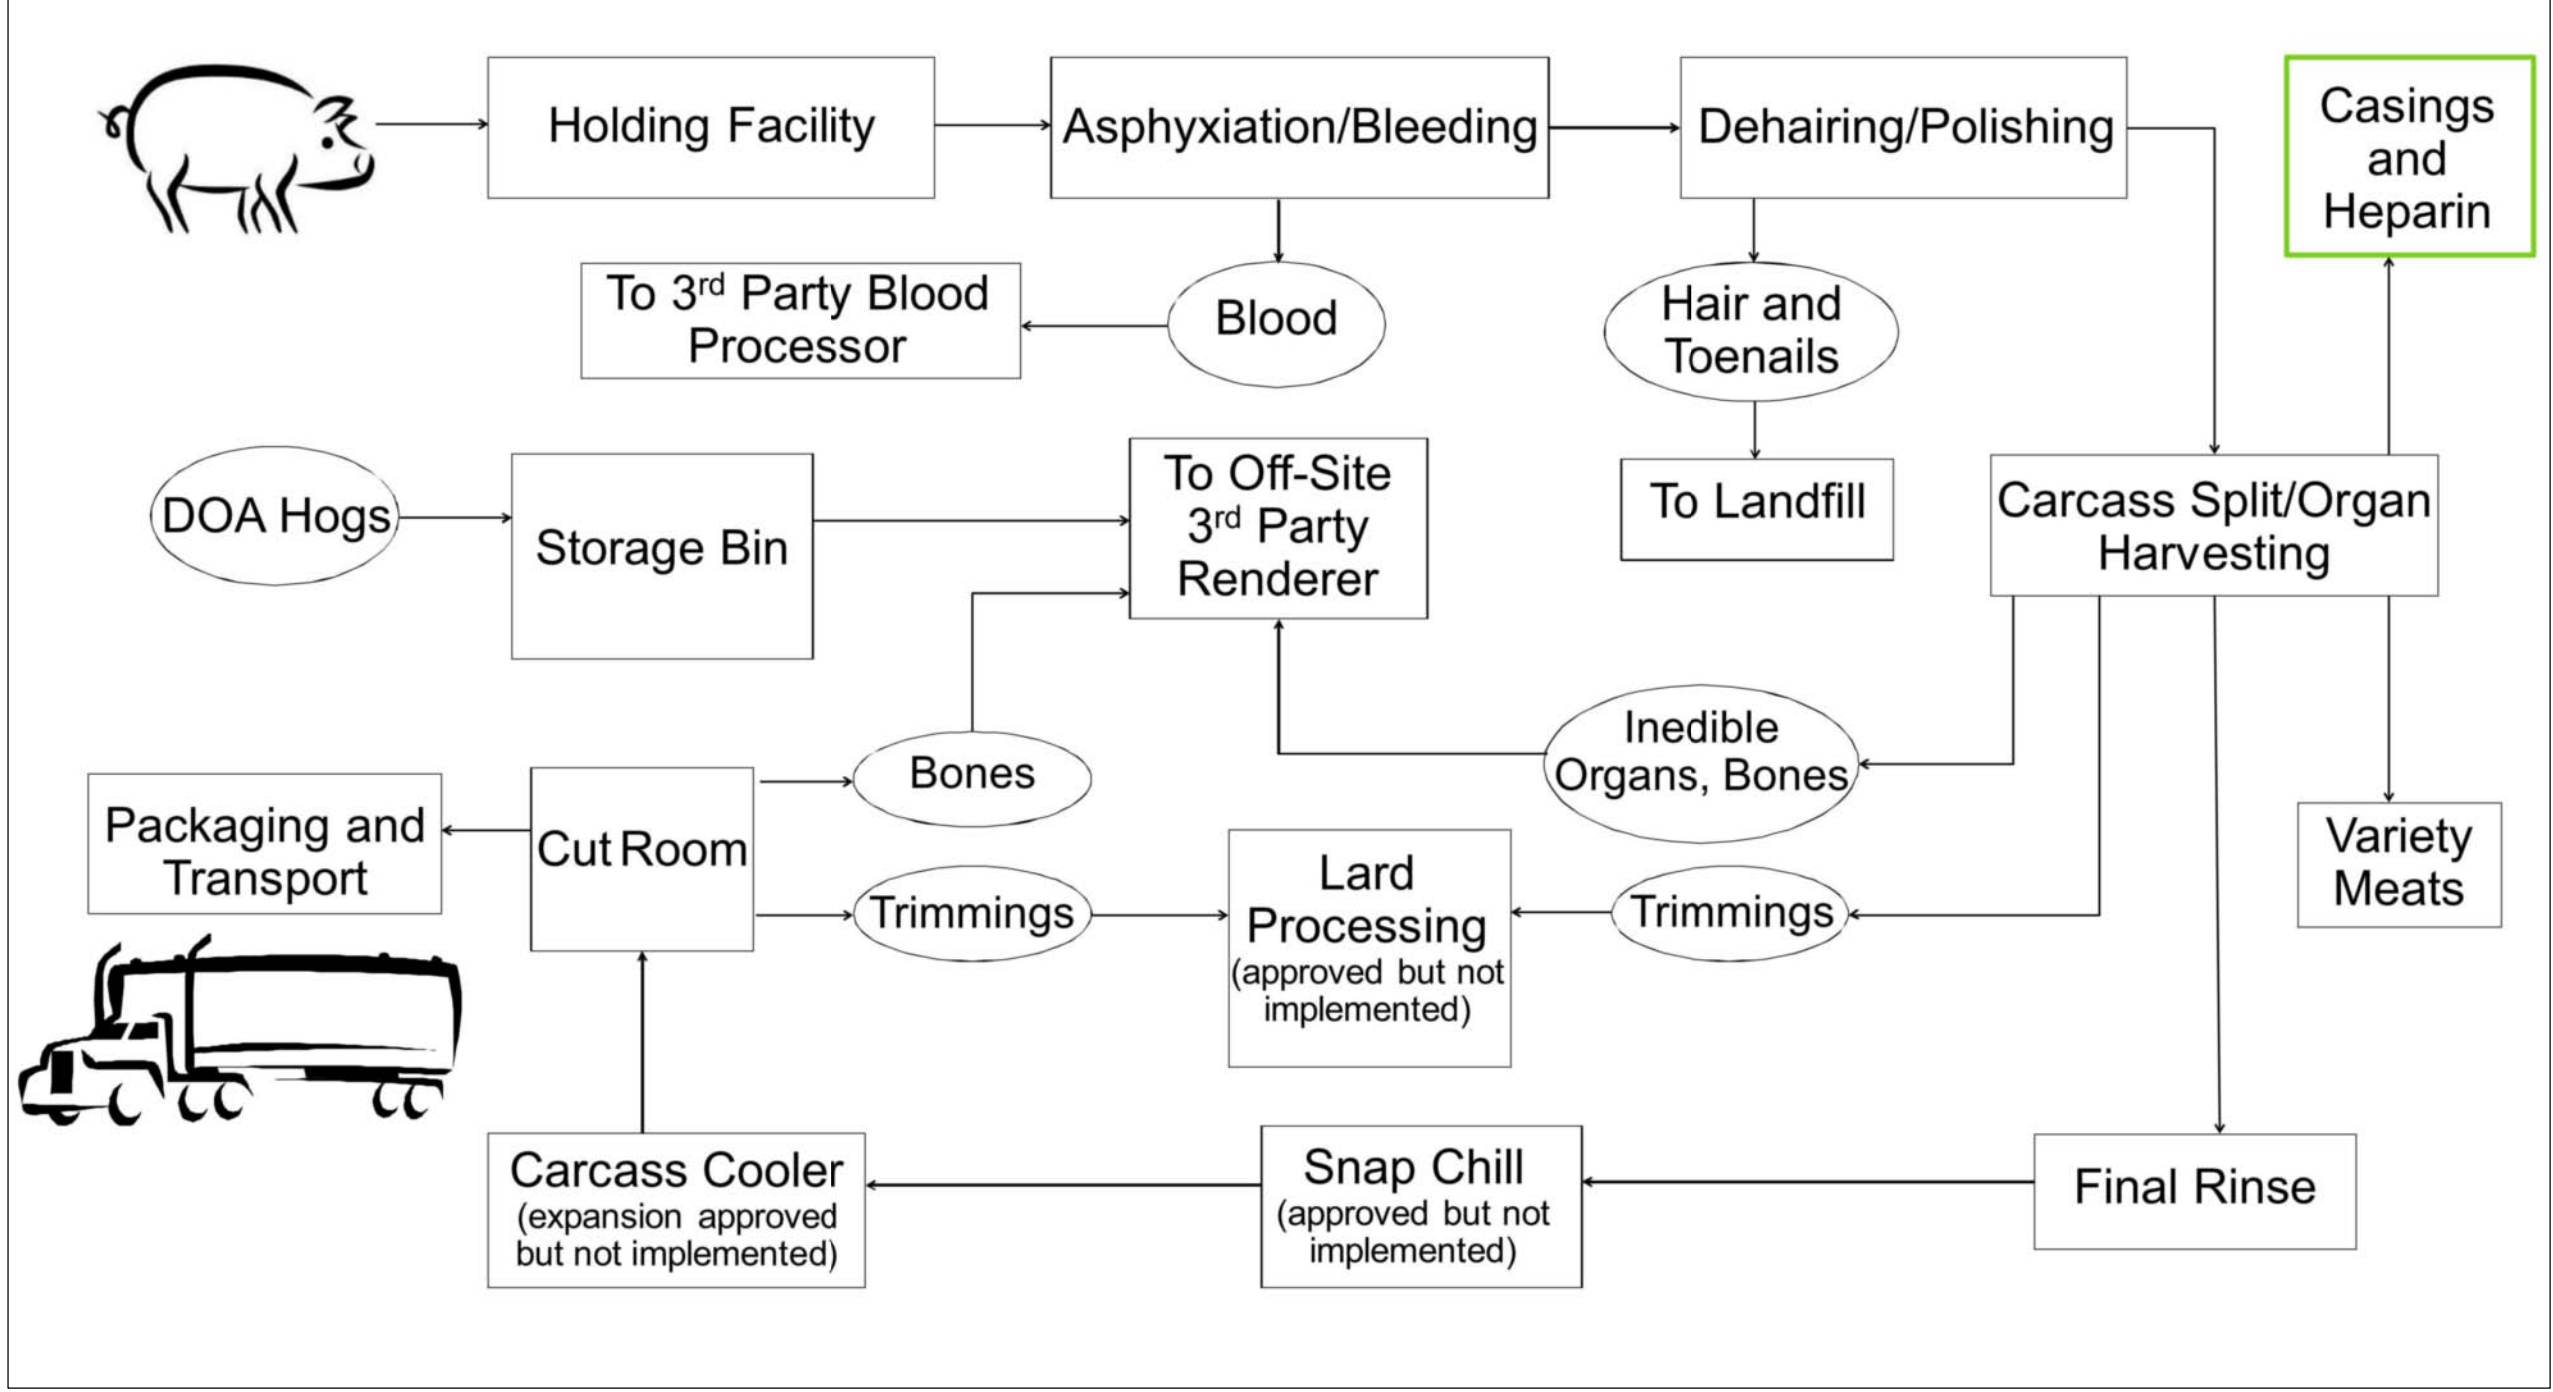 Holding Facility
Asphyxiation/Bleeding
Dehairing/Polishing
Casings
and
Heparin
To 3rd Party Blood
Processor
Blood
Hair and
Toenails
DOA Hogs
Storage Bin
To Off-Site
3rd Party
Renderer
To Landfill
Carcass Split/Organ
Harvesting
Packaging and
Transport
Cut Room
Bones
Inedible
Organs, Bones
Trimmings
Lard
Processing
(approved but not
implemented)
Trimmings
Variety
Meats
Carcass Cooler
(expansion approved
but not implemented)
Snap Chill
(approved but not
implemented)
Final Rinse